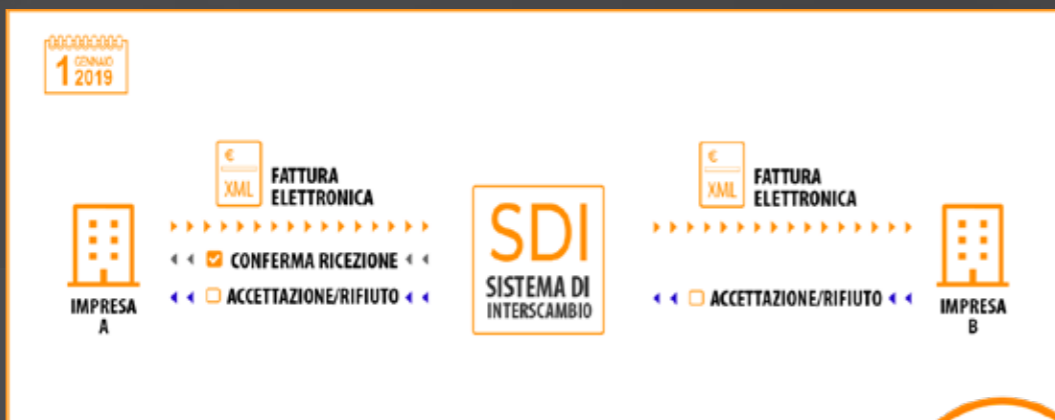 1 GENNAIO
2019
€
XML
FATTURA
ELETTRONICA
€
XML
FATTURA
ELETTRONICA
CONFERMA RICEZIONE
ACCETTAZIONE/RIFIUTO
SDI
SISTEMA DI
INTERSCAMBIO
ACCETTAZIONE/RIFIUTO
IMPRESA
A
IMPRESA
B